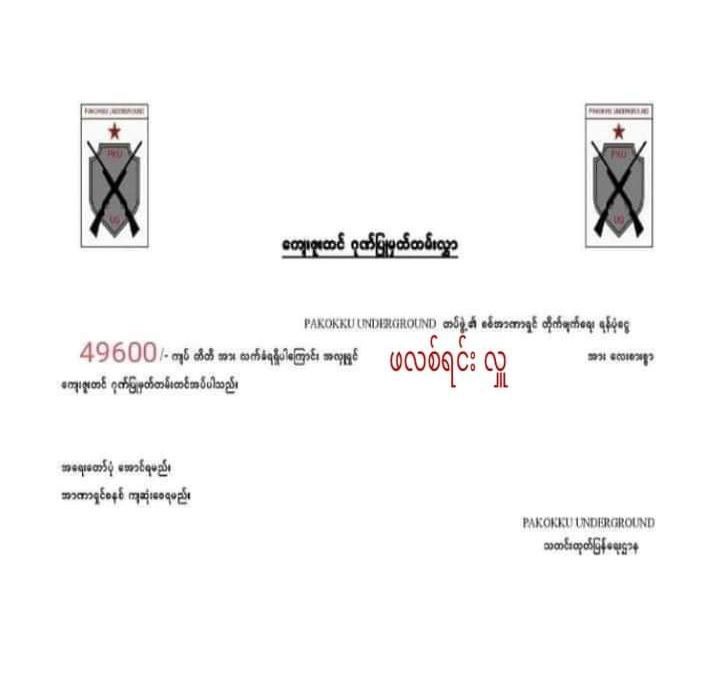 PAKOKKU UNDERGROUND PAKOKKU UNDERGROUND
PKU PKU
UG UG
ကျေးဇူးတင် ဂုဏ်ပြုမှတ်တမ်းလွှာ
PAKOKKU UNDERGROUND တပ်ဖွဲ့၏ စစ်အာဏာရှင် တိုက်ဖျက်ရေး ရန်ပုံငွေ
49600/- ကျပ် တိတိ အား လက်ခံရရှိပါကြောင်း အလှူရှင် ဖလစ်ရင်း လှူ အား လေးစားစွာ
ကျေးဇူးတင် ဂုဏ်ပြုမှတ်တမ်းတင်အပ်ပါသည်။
အရေးတော်ပုံ အောင်ရမည်။
အာဏာရှင်စနစ် ကျဆုံးစေရမည်။
PAKOKKU UNDERGROUND
သတင်းထုတ်ပြန်ရေးဌာန